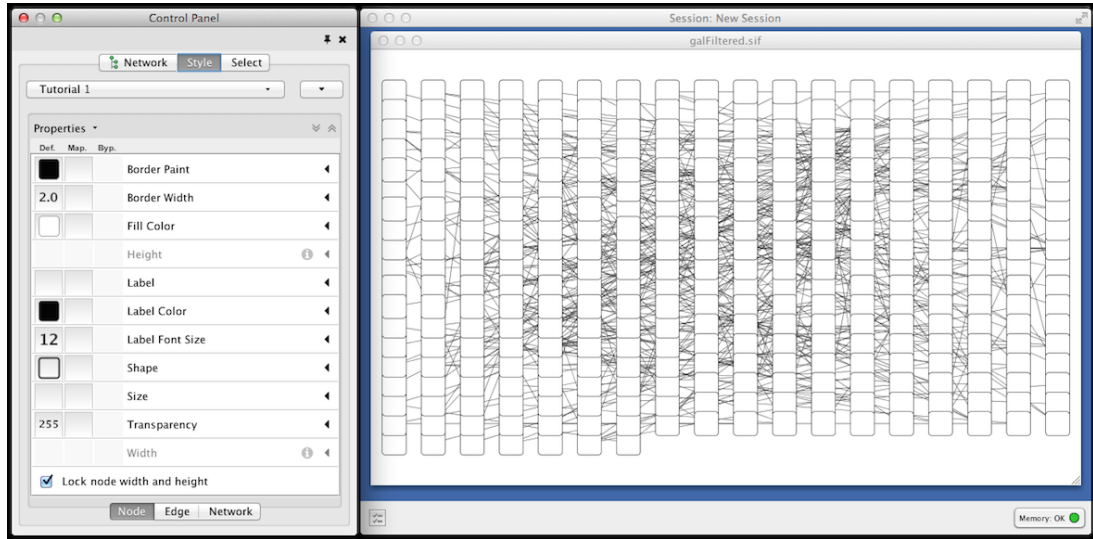 Control Panel
Network Style Select
Tutorial 1
Properties
Def. Map. Byp.
Border Paint
2.0 Border Width
Fill Color
Height
Label
Label Color
12 Label Font Size
Shape
Size
255 Transparency
Width
Lock node width and height
Node Edge Network
Session: New Session
galFiltered.sif
Memory: OK